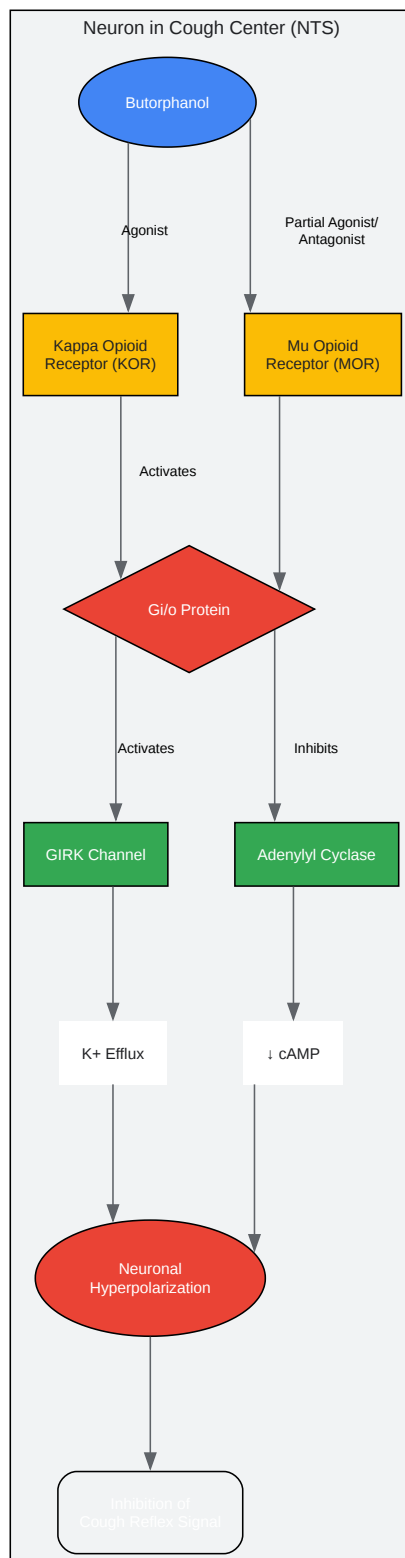 Neuron in Cough Center (NTS)
Butorphanol
Agonist
Partial Agonist/
Antagonist
Kappa Opioid
Receptor (KOR)
Mu Opioid
Receptor (MOR)
Activates
Gi/o Protein
Activates
Inhibits
GIRK Channel
Adenylyl Cyclase
K+ Efflux
↓ cAMP
Neuronal
Hyperpolarization
Inhibition of
Cough Reflex Signal